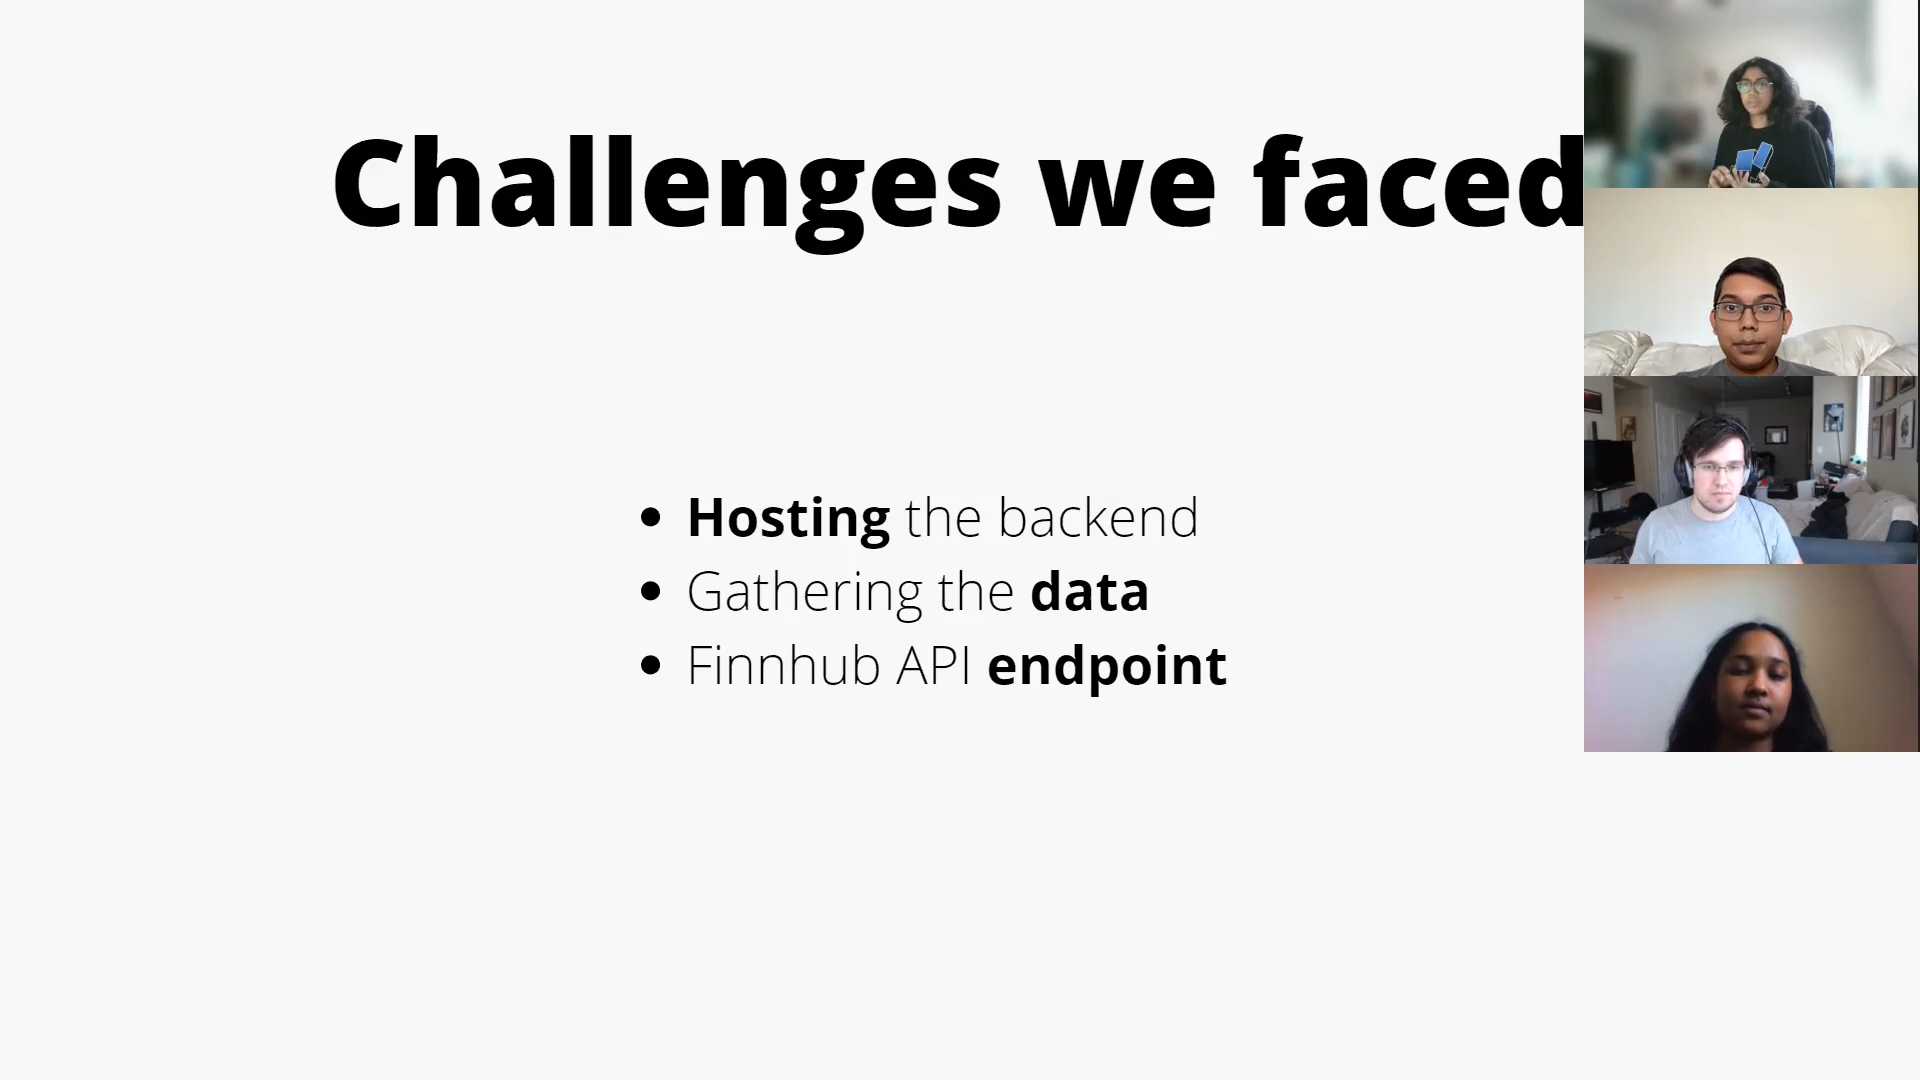 Challenges we faced
Hosting the backend
Gathering the data
Finnhub API endpoint